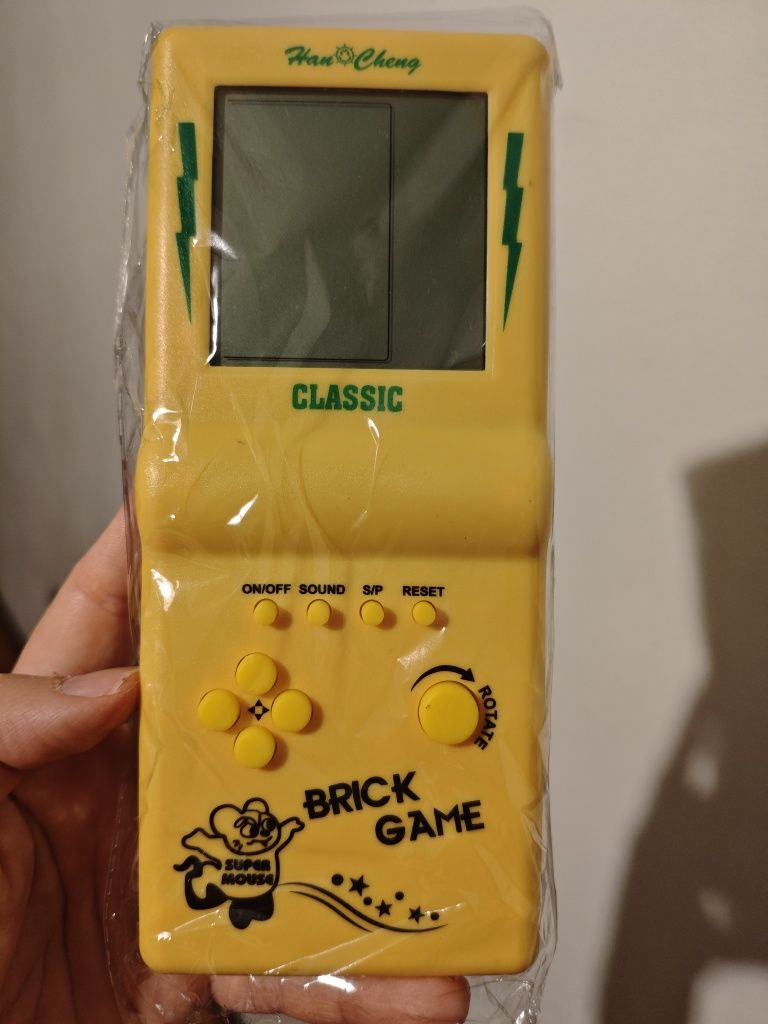 Han Cheng
CLASSIC
ON/OFF SOUND S/P RESET
ROTATE
BRICK
GAME
SUPER
MOUSE